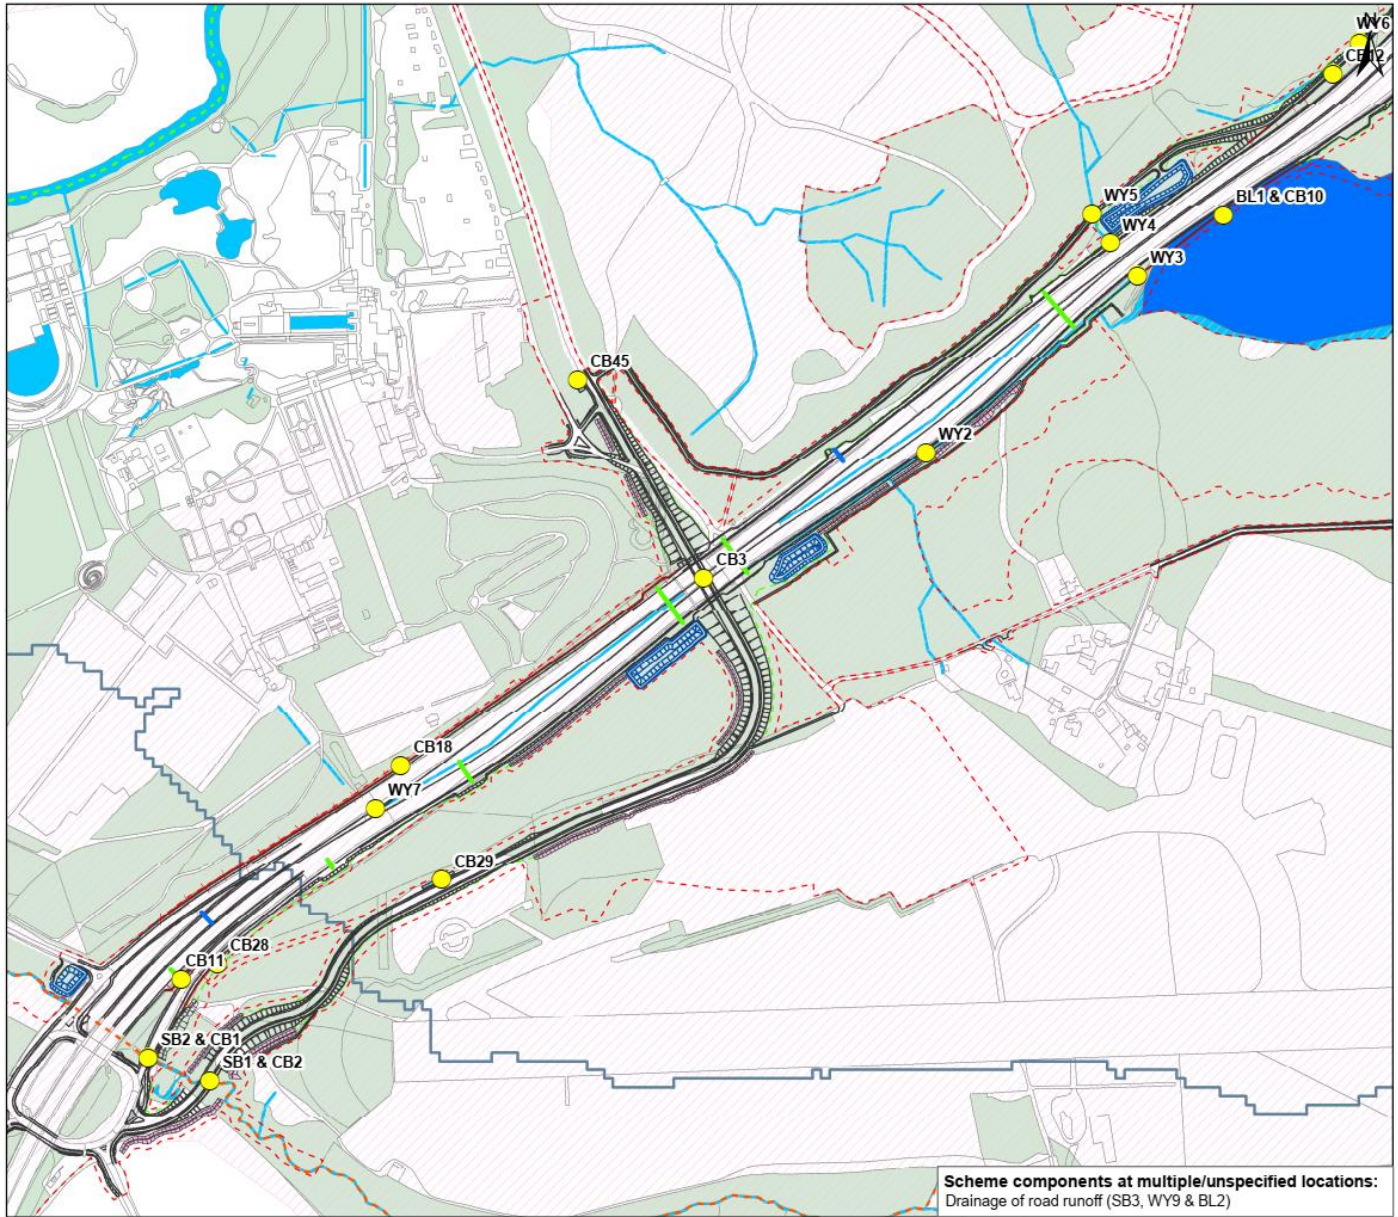 N
WY6
CB12
WY5
BL1 & CB10
WY4
WY3
CB45
WY2
CB3
CB18
WY7
CB29
CB28
CB11
SB2 & CB1
SB1 & CB2
Scheme components at multiple/unspecified locations:
Drainage of road runoff (SB3, WY9 & BL2)